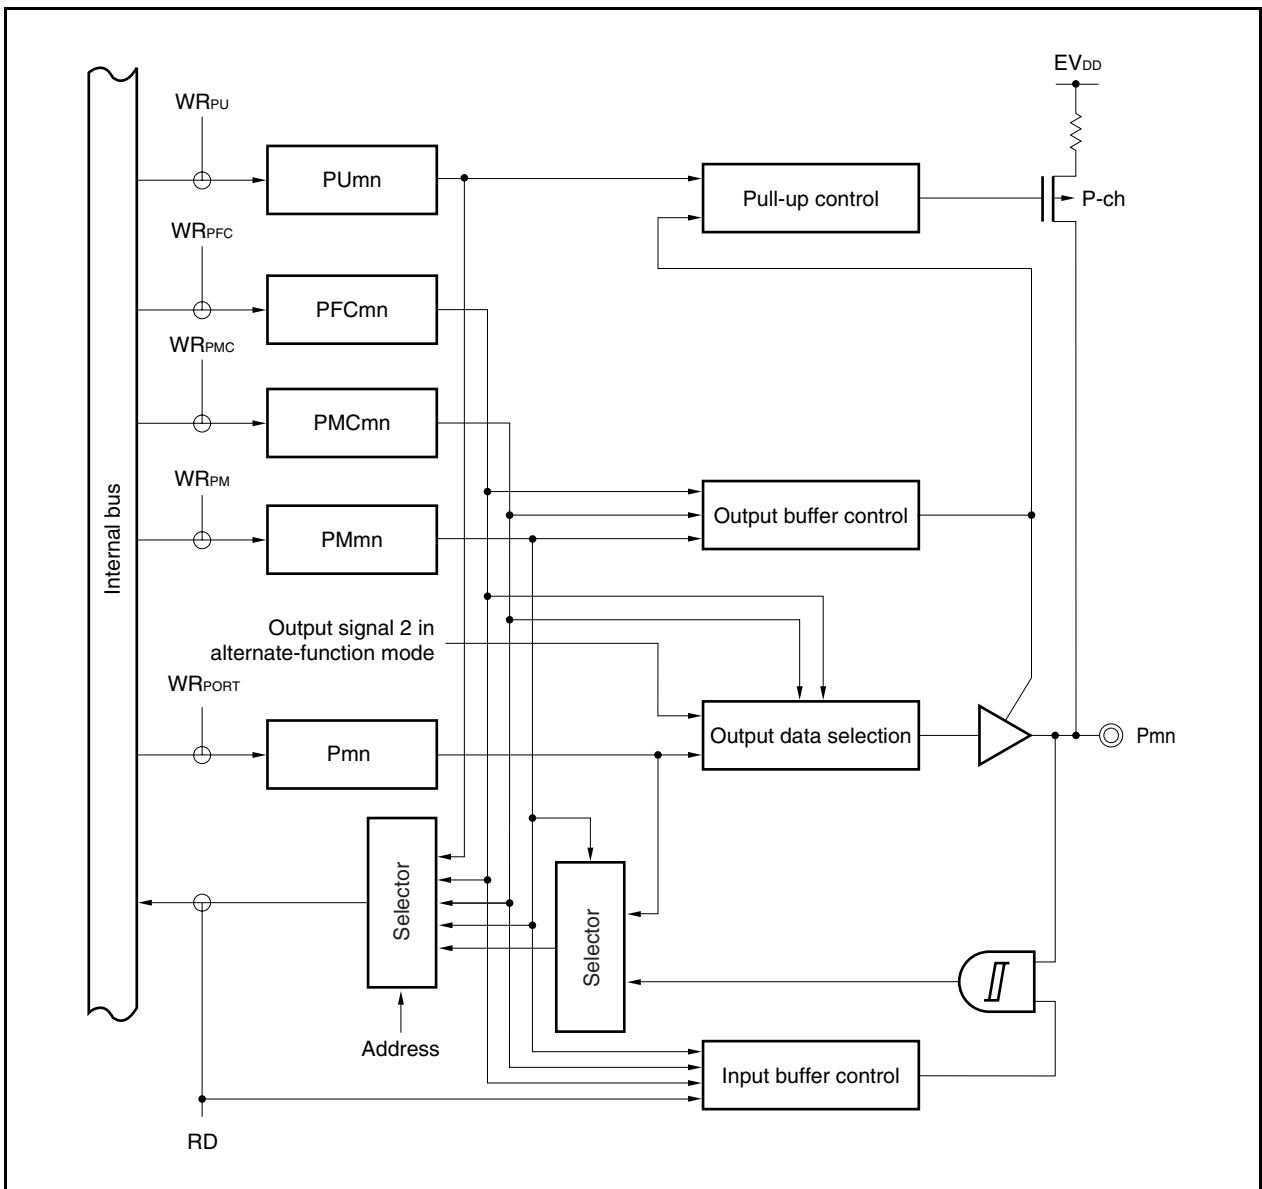 EVDD
WRPU
PUmn
Pull-up control
P-ch
WRPFC
PFCmn
WRPMC
PMCmn
WRPM
Internal bus
PMmn
Output buffer control
Output signal 2 in
alternate-function mode
WRPORT
Pmn
Output data selection
Pmn
Selector
Selector
Address
Input buffer control
RD